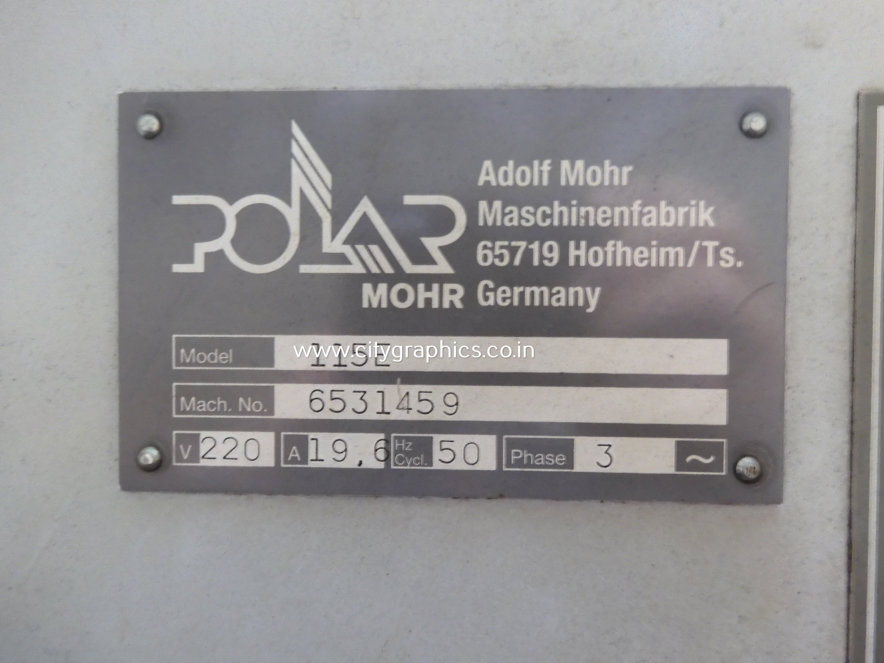 POLAR
MOHR
Adolf Mohr
Maschinenfabrik
65719 Hofheim/Ts.
Germany
Model 115E
www.citygraphics.co.in
Mach. No. 6531459
V 220 A 19,6 Hz Cycl. 50 Phase 3 ~